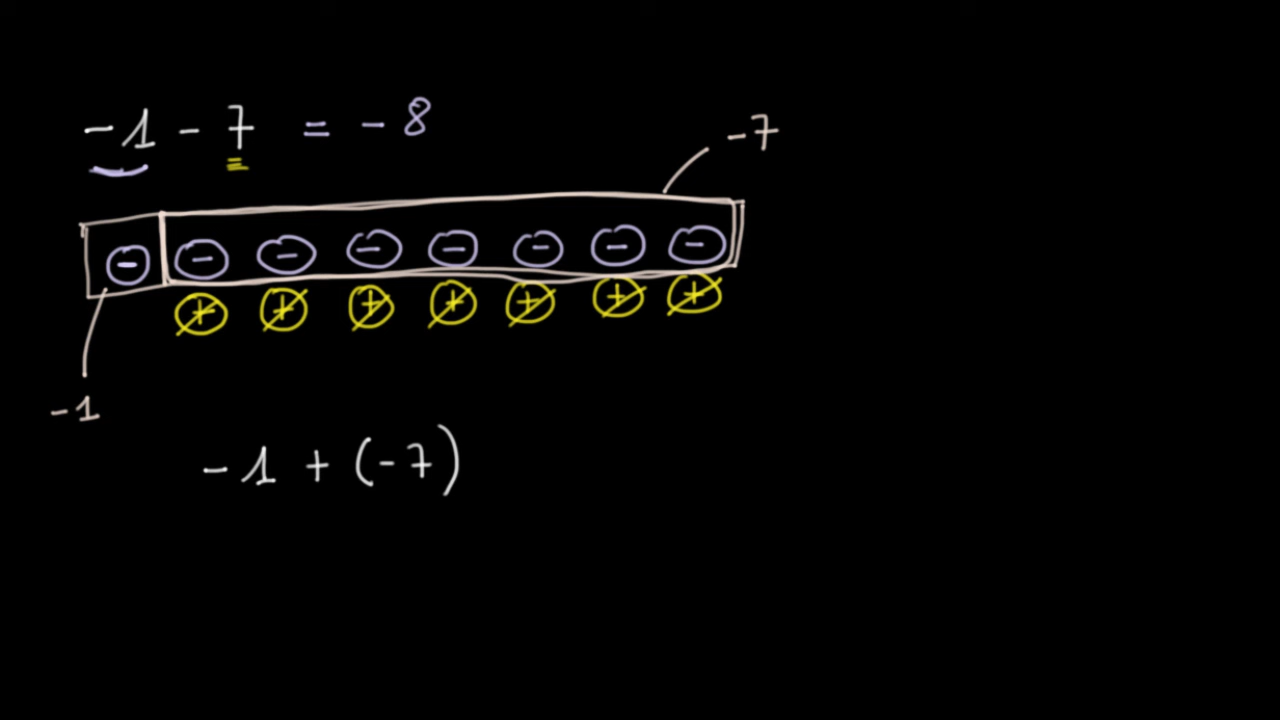 -1 - 7 = -8
-7
- - - - - - - -
+ + + + + + +
-1
-1 + (-7)